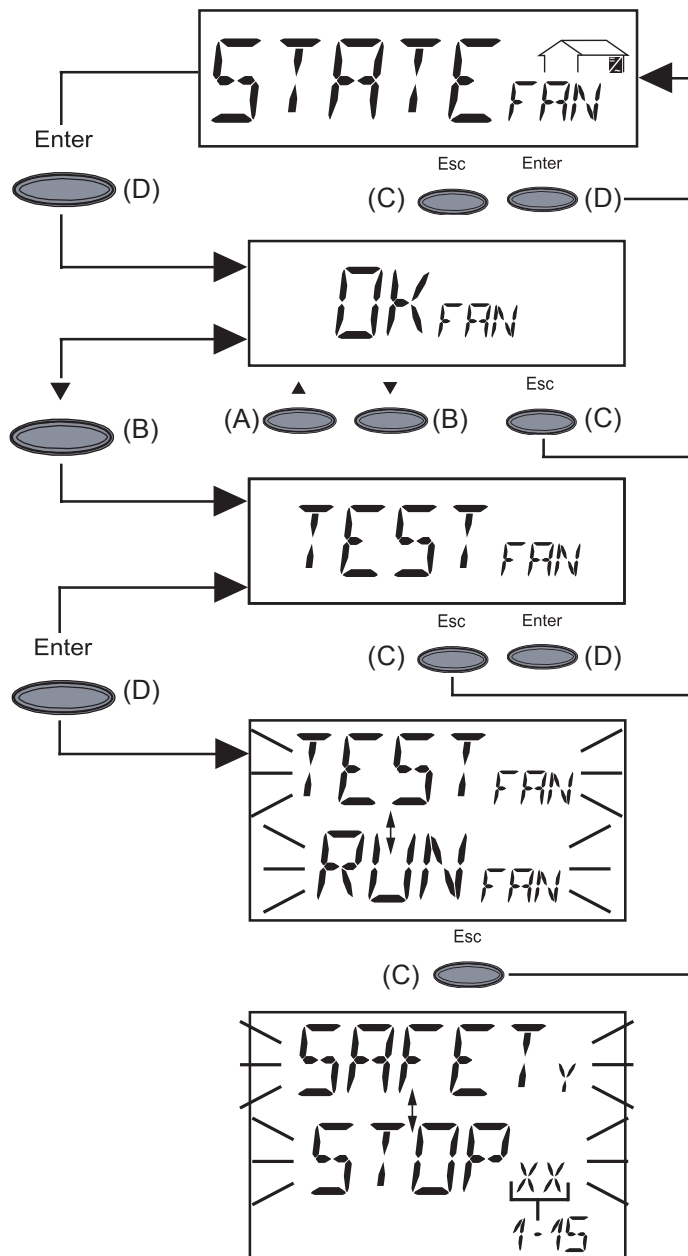 STATE FAN
Enter
(D)
Esc Enter
(C) (D)
OK FAN
▲ ▼ Esc
(B)
(A) (B) (C)
TEST FAN
Esc Enter
Enter
(C) (D)
(D)
TEST FAN
RUN FAN
Esc
(C)
SAFETY
STOP XX
1-15